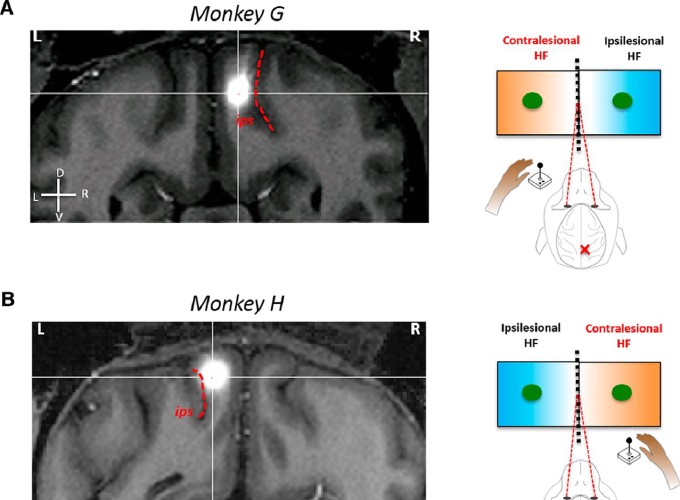 A
Monkey G
L
R
ips
D
L R
V
Contralesional
HF
Ipsilesional
HF
B
Monkey H
L
R
ips
Ipsilesional
HF
Contralesional
HF